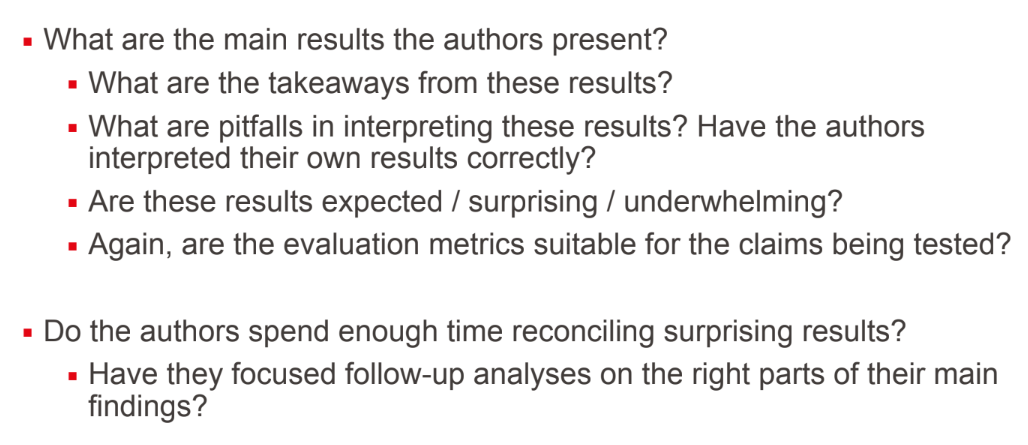 What are the main results the authors present?
What are the takeaways from these results?
What are pitfalls in interpreting these results? Have the authors
interpreted their own results correctly?
Are these results expected / surprising / underwhelming?
Again, are the evaluation metrics suitable for the claims being tested?
Do the authors spend enough time reconciling surprising results?
Have they focused follow-up analyses on the right parts of their main
findings?